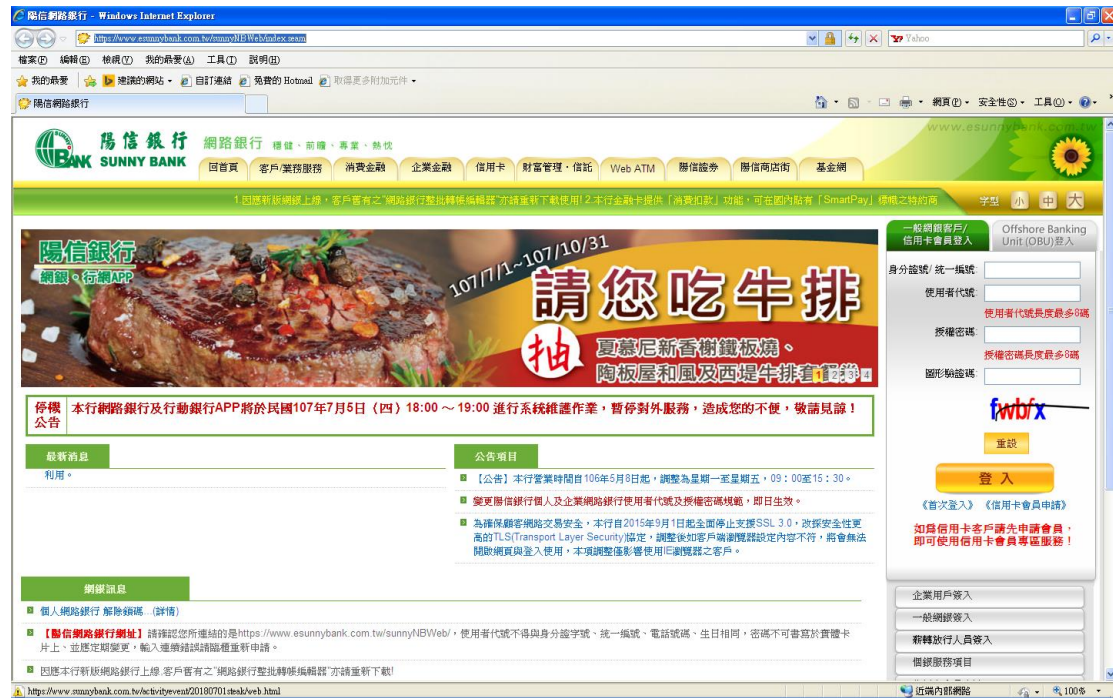 陽信網路銀行 - Windows Internet Explorer
https://www.esunnybank.com.tw/sunnyNBWeb/index.seam
Yahoo
檔案(F) 編輯(E) 檢視(V) 我的最愛(A) 工具(T) 說明(H)
我的最愛 建議的網站 自訂連結 免費的 Hotmail 取得更多附加元件
陽信網路銀行
網頁(P) 安全性(S) 工具(O)
www.esunnybank.com.tw
BANK 陽信銀行 SUNNY BANK
網路銀行 穩健・前瞻・專業・熱忱
回首頁 客戶/業務服務 消費金融 企業金融 信用卡 財富管理・信託 Web ATM 陽信證券 陽信商店街 基金網
1.因應新版網銀上線,客戶舊有之"網路銀行整批轉帳編輯器"亦請重新下載使用! 2.本行金融卡提供「消費扣款」功能,可在國內貼有「SmartPay」標幟之特約商
字型 小 中 大
陽信銀行
網銀。行網APP
107/7/1~107/10/31
請您吃牛排
抽
夏慕尼新香榭鐵板燒、
陶板屋和風及西堤牛排套餐券
1 2 3 4
停機公告
本行網路銀行及行動銀行APP將於民國107年7月5日(四)18:00~19:00 進行系統維護作業,暫停對外服務,造成您的不便,敬請見諒!
最新消息
利用。
公告項目
【公告】本行營業時間自106年5月8日起,調整為星期一至星期五,09:00至15:30。
變更陽信銀行個人及企業網路銀行使用者代號及授權密碼規範,即日生效。
為確保顧客網路交易安全,本行自2015年9月1日起全面停止支援SSL 3.0,改採安全性更
高的TLS(Transport Layer Security)協定,調整後如客戶端瀏覽器設定內容不符,將會無法
開啟網頁與登入使用,本項調整僅影響使用IE瀏覽器之客戶。
網銀訊息
個人網路銀行 解除鎖碼...(詳情)
【陽信網路銀行網址】請確認您所連結的是https://www.esunnybank.com.tw/sunnyNBWeb/,使用者代號不得與身分證字號、統一編號、電話號碼、生日相同,密碼不可書寫於實體卡
片上、並應定期變更,輸入連續錯誤請臨櫃重新申請。
因應本行新版網路銀行上線,客戶舊有之"網路銀行整批轉帳編輯器"亦請重新下載!
一般網銀客戶/
信用卡會員登入
Offshore Banking
Unit (OBU)登入
身分證號/統一編號:
使用者代號:
使用者代號長度最多8碼
授權密碼:
授權密碼長度最多8碼
圖形驗證碼:
fwbfx
重設
登入
《首次登入》 《信用卡會員申請》
如為信用卡客戶請先申請會員,
即可使用信用卡會員專區服務!
企業用戶簽入
一般網銀簽入
薪轉放行人員簽入
個銀服務項目
https://www.sunnybank.com.tw/activityevent/20180701steak/web.html
近端內部網路
100%